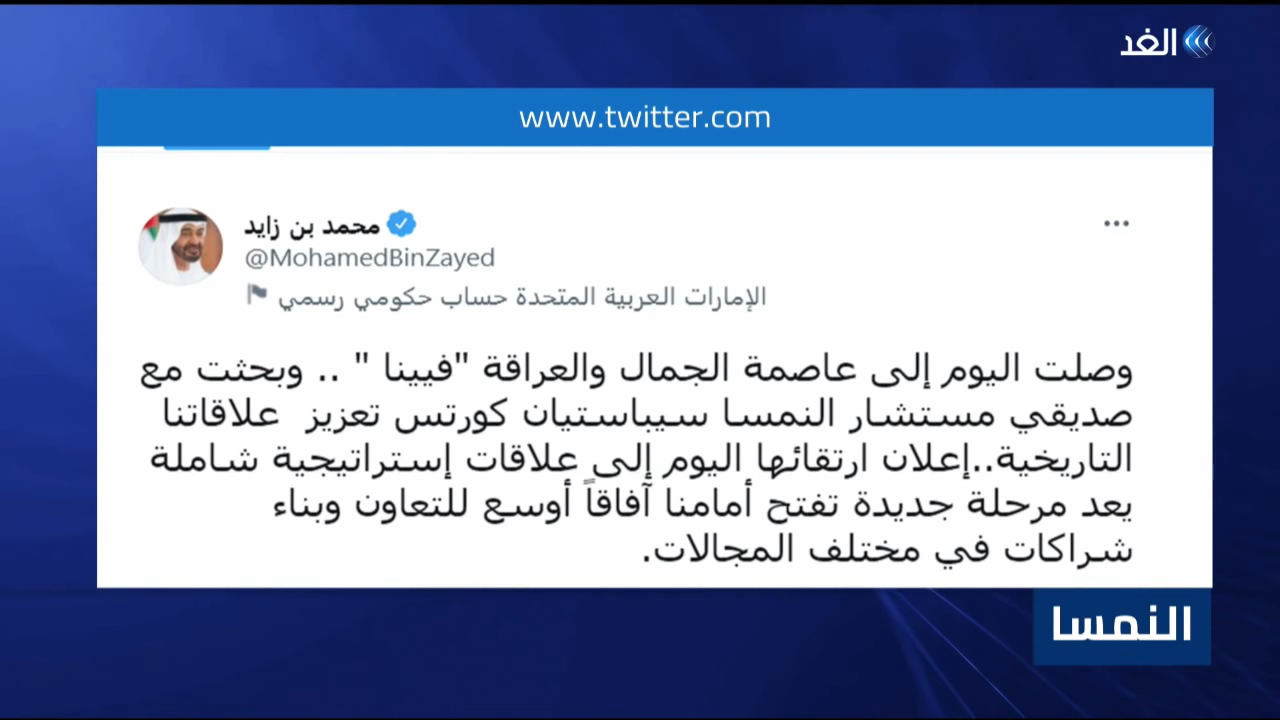 الغد
www.twitter.com
محمد بن زايد
@MohamedBinZayed
الإمارات العربية المتحدة حساب حكومي رسمي
وصلت اليوم إلى عاصمة الجمال والعراقة "فيينا " .. وبحثت مع
صديقي مستشار النمسا سيباستيان كورتس تعزيز علاقاتنا
التاريخية..إعلان ارتقائها اليوم إلى علاقات إستراتيجية شاملة
يعد مرحلة جديدة تفتح أمامنا آفاقاً أوسع للتعاون وبناء
شراكات في مختلف المجالات.
النمسا